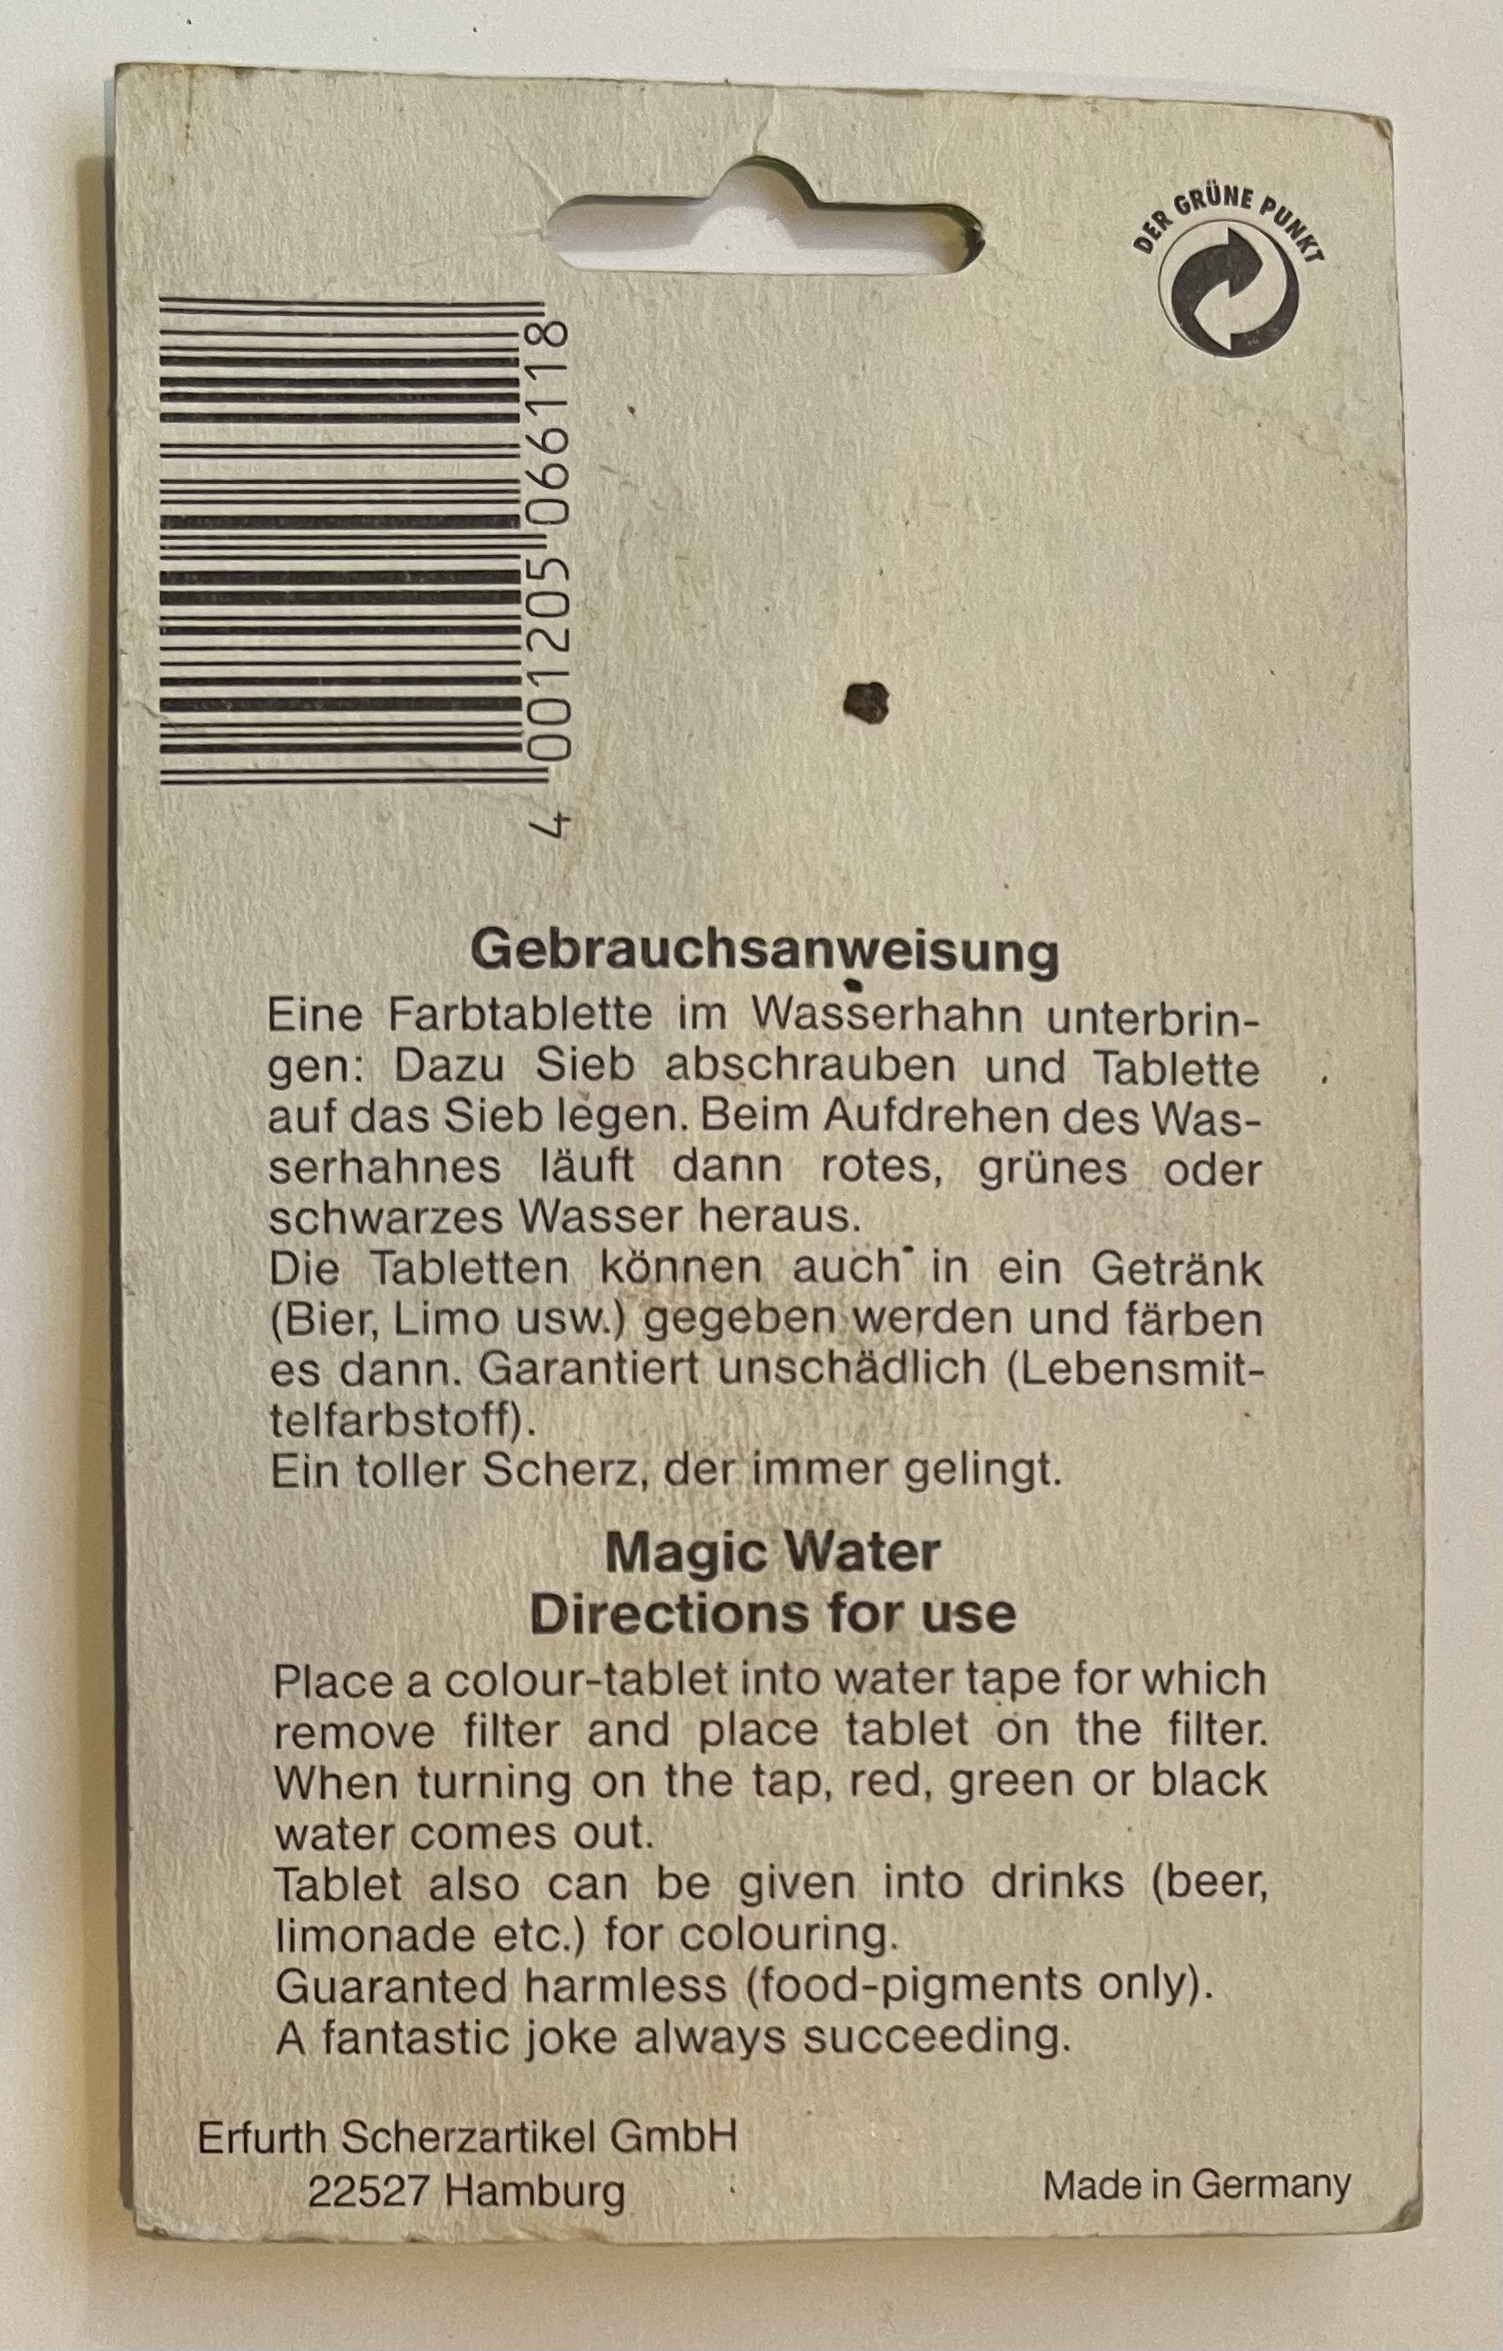 DER GRÜNE PUNKT
4 001205 066118
Gebrauchsanweisung
Eine Farbtablette im Wasserhahn unterbrin-
gen: Dazu Sieb abschrauben und Tablette
auf das Sieb legen. Beim Aufdrehen des Was-
serhahnes läuft dann rotes, grünes oder
schwarzes Wasser heraus.
Die Tabletten können auch in ein Getränk
(Bier, Limo usw.) gegeben werden und färben
es dann. Garantiert unschädlich (Lebensmit-
telfarbstoff).
Ein toller Scherz, der immer gelingt.
Magic Water
Directions for use
Place a colour-tablet into water tape for which
remove filter and place tablet on the filter.
When turning on the tap, red, green or black
water comes out.
Tablet also can be given into drinks (beer,
limonade etc.) for colouring.
Guaranted harmless (food-pigments only).
A fantastic joke always succeeding.
Erfurth Scherzartikel GmbH
22527 Hamburg
Made in Germany